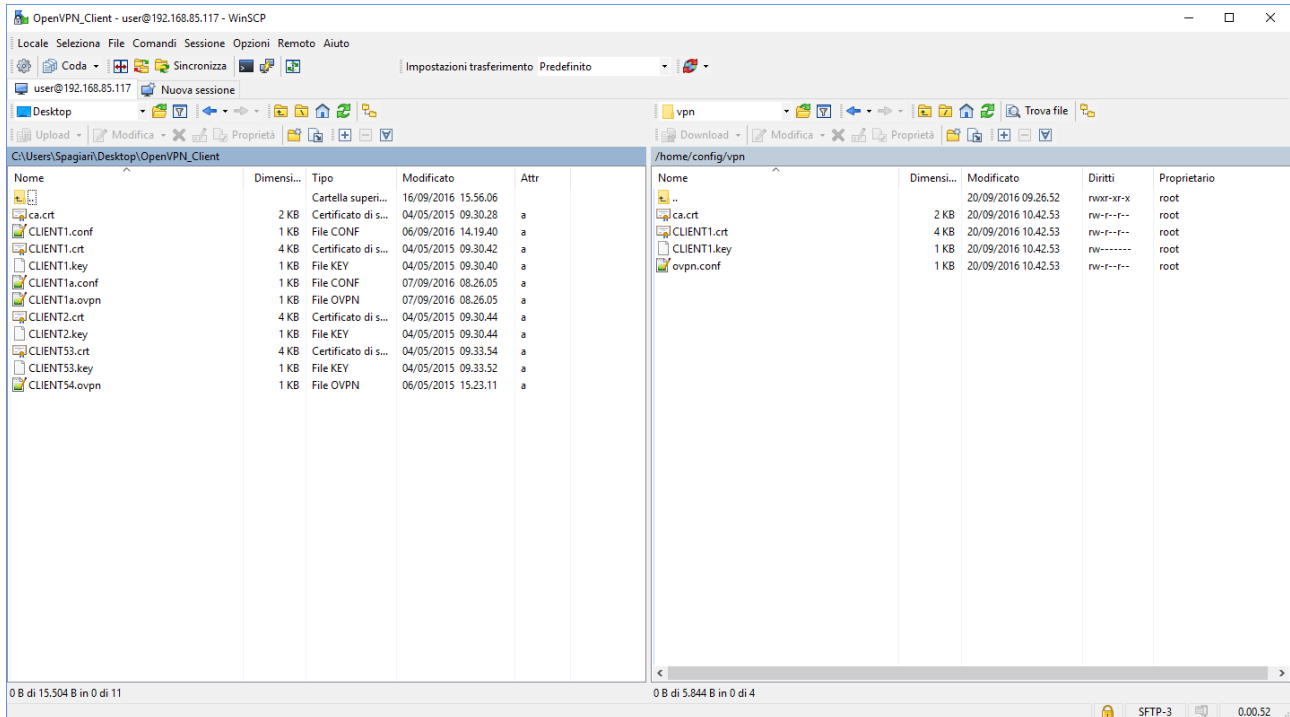 OpenVPN_Client - user@192.168.85.117 - WinSCP
Locale Seleziona File Comandi Sessione Opzioni Remoto Aiuto
Coda Sincronizza Impostazioni trasferimento Predefinito
user@192.168.85.117 Nuova sessione
Desktop
Upload Modifica Proprietà
C:\Users\Spagiari\Desktop\OpenVPN_Client
Nome Dimensi... Tipo Modificato Attr
.. Cartella superi... 16/09/2016 15.56.06
ca.crt 2 KB Certificato di s... 04/05/2015 09.30.28 a
CLIENT1.conf 1 KB File CONF 06/09/2016 14.19.40 a
CLIENT1.crt 4 KB Certificato di s... 04/05/2015 09.30.42 a
CLIENT1.key 1 KB File KEY 04/05/2015 09.30.40 a
CLIENT1a.conf 1 KB File CONF 07/09/2016 08.26.05 a
CLIENT1a.ovpn 1 KB File OVPN 07/09/2016 08.26.05 a
CLIENT2.crt 4 KB Certificato di s... 04/05/2015 09.30.44 a
CLIENT2.key 1 KB File KEY 04/05/2015 09.30.44 a
CLIENT53.crt 4 KB Certificato di s... 04/05/2015 09.33.54 a
CLIENT53.key 1 KB File KEY 04/05/2015 09.33.52 a
CLIENT54.ovpn 1 KB File OVPN 06/05/2015 15.23.11 a
0 B di 15.504 B in 0 di 11
vpn Trova file
Download Modifica Proprietà
/home/config/vpn
Nome Dimensi... Modificato Diritti Proprietario
.. 20/09/2016 09.26.52 rwxr-xr-x root
ca.crt 2 KB 20/09/2016 10.42.53 rw-r--r-- root
CLIENT1.crt 4 KB 20/09/2016 10.42.53 rw-r--r-- root
CLIENT1.key 1 KB 20/09/2016 10.42.53 rw------- root
ovpn.conf 1 KB 20/09/2016 10.42.53 rw-r--r-- root
0 B di 5.844 B in 0 di 4
SFTP-3 0.00.52